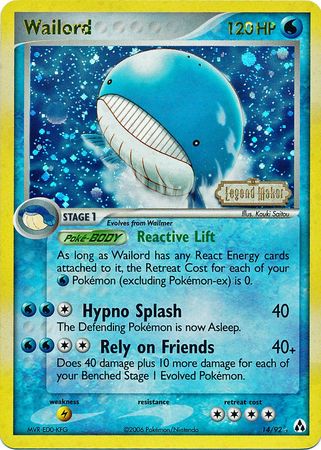 Wailord 120 HP
Legend Maker
Illus. Kouki Saitou
STAGE 1
Evolves from Wailmer
Poké-BODY Reactive Lift
As long as Wailord has any React Energy cards
attached to it, the Retreat Cost for each of your
Pokémon (excluding Pokémon-ex) is 0.
Hypno Splash 40
The Defending Pokémon is now Asleep.
Rely on Friends 40+
Does 40 damage plus 10 more damage for each of
your Benched Stage 1 Evolved Pokémon.
weakness resistance retreat cost
MVR-E00-KFG ©2006 Pokémon/Nintendo 14/92